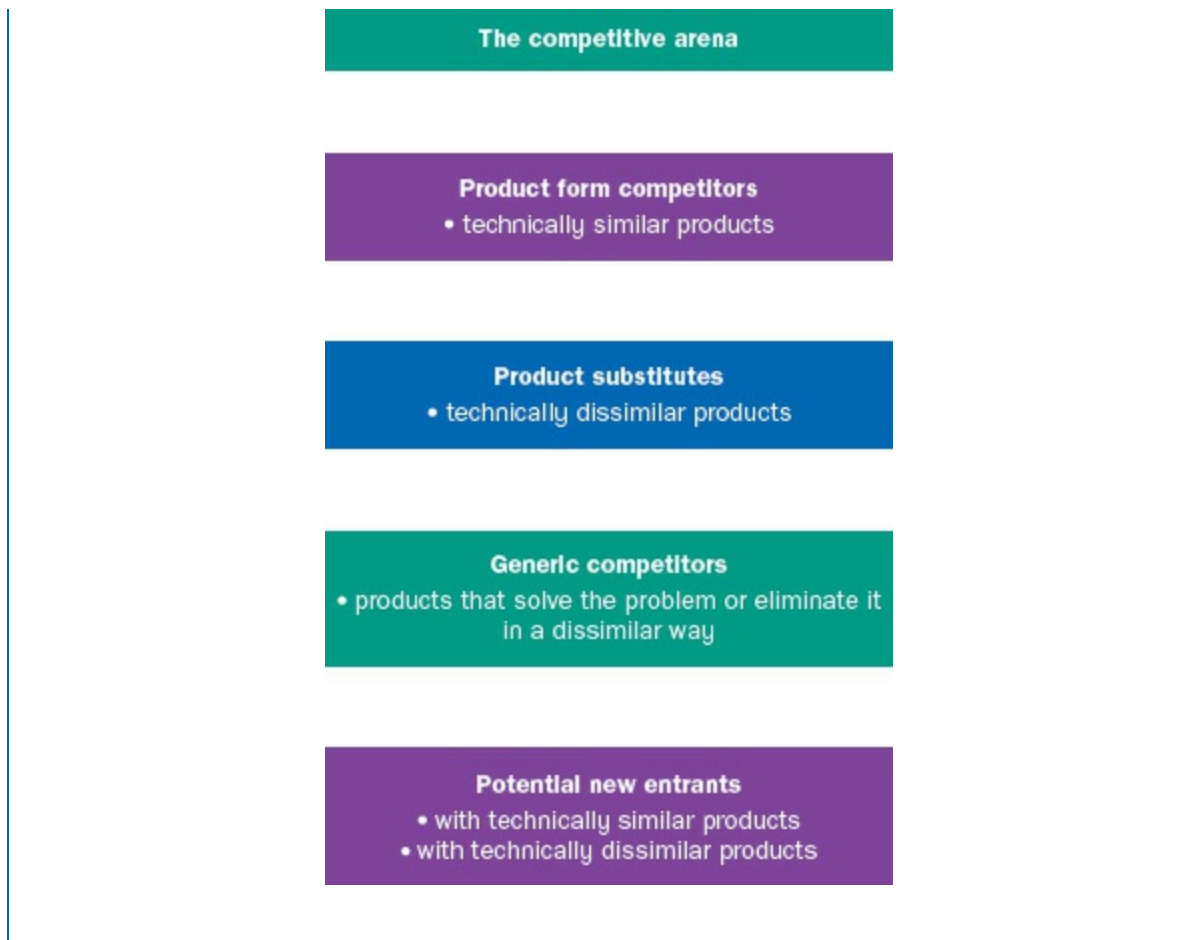 The competitive arena
Product form competitors
• technically similar products
Product substitutes
• technically dissimilar products
Generic competitors
• products that solve the problem or eliminate it
in a dissimilar way
Potential new entrants
• with technically similar products
• with technically dissimilar products